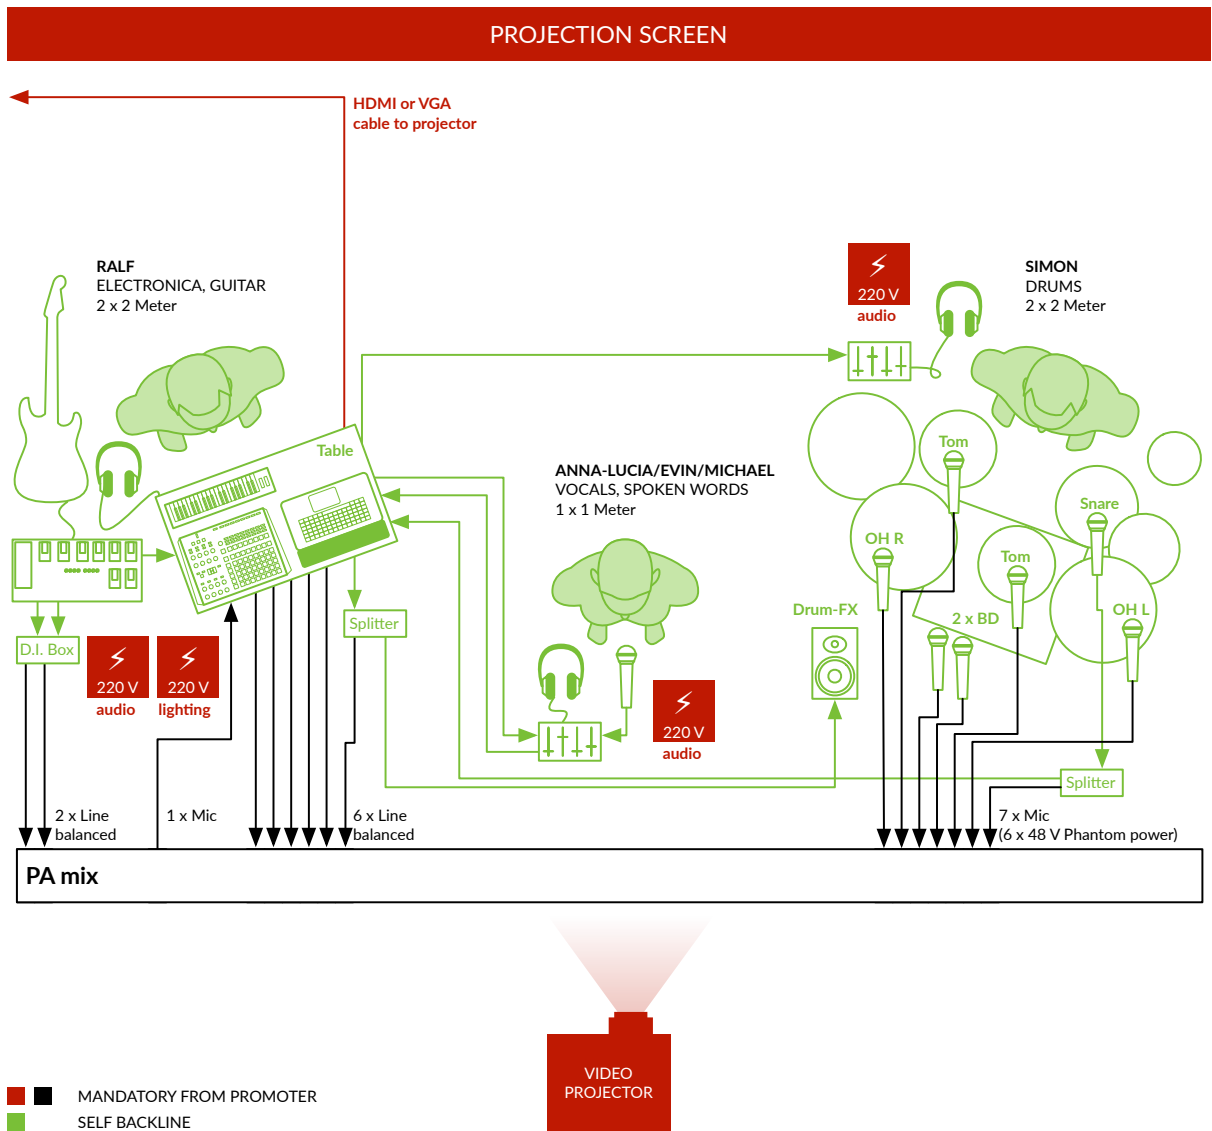 PROJECTION SCREEN
HDMI or VGA
cable to projector
RALF
ELECTRONICA, GUITAR
2 x 2 Meter
220 V
audio
SIMON
DRUMS
2 x 2 Meter
Table
Tom
ANNA-LUCIA/EVIN/MICHAEL
VOCALS, SPOKEN WORDS
1 x 1 Meter
Snare
OH R
Tom
Drum-FX
2 x BD
OH L
Splitter
D.I. Box
220 V
audio
220 V
lighting
220 V
audio
Splitter
2 x Line
balanced
1 x Mic
6 x Line
balanced
7 x Mic
(6 x 48 V Phantom power)
PA mix
VIDEO
PROJECTOR
MANDATORY FROM PROMOTER
SELF BACKLINE